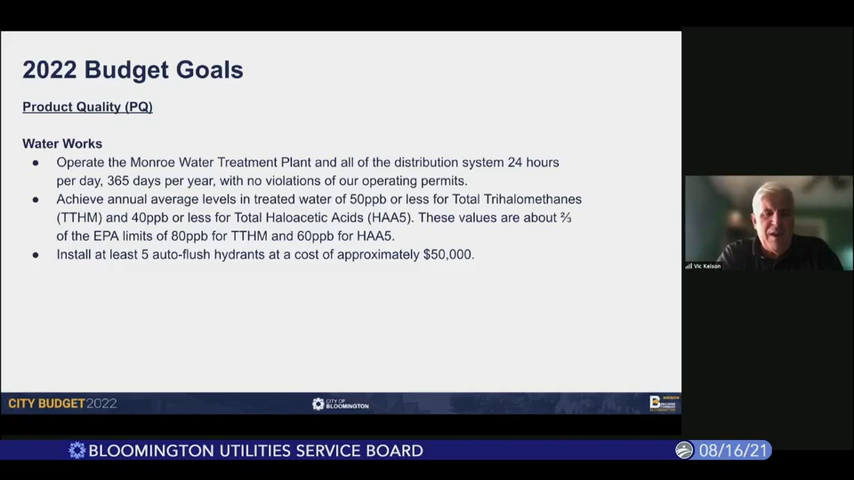 2022 Budget Goals
Product Quality (PQ)
Water Works
● Operate the Monroe Water Treatment Plant and all of the distribution system 24 hours
per day, 365 days per year, with no violations of our operating permits.
● Achieve annual average levels in treated water of 50ppb or less for Total Trihalomethanes
(TTHM) and 40ppb or less for Total Haloacetic Acids (HAA5). These values are about ⅔
of the EPA limits of 80ppb for TTHM and 60ppb for HAA5.
● Install at least 5 auto-flush hydrants at a cost of approximately $50,000.
Vic Kelson
CITY BUDGET 2022
CITY OF
BLOOMINGTON
BLOOMINGTON UTILITIES SERVICE BOARD
08/16/21